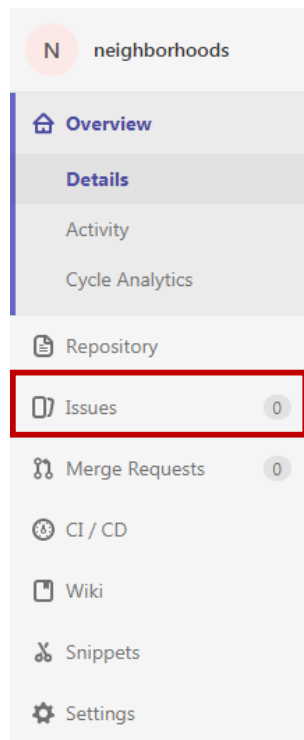 N neighborhoods
Overview
Details
Activity
Cycle Analytics
Repository
Issues 0
Merge Requests 0
CI / CD
Wiki
Snippets
Settings